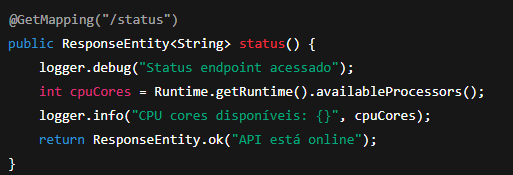 @GetMapping("/status")
public ResponseEntity<String> status() {
    logger.debug("Status endpoint acessado");
    int cpuCores = Runtime.getRuntime().availableProcessors();
    logger.info("CPU cores disponíveis: {}", cpuCores);
    return ResponseEntity.ok("API está online");
}